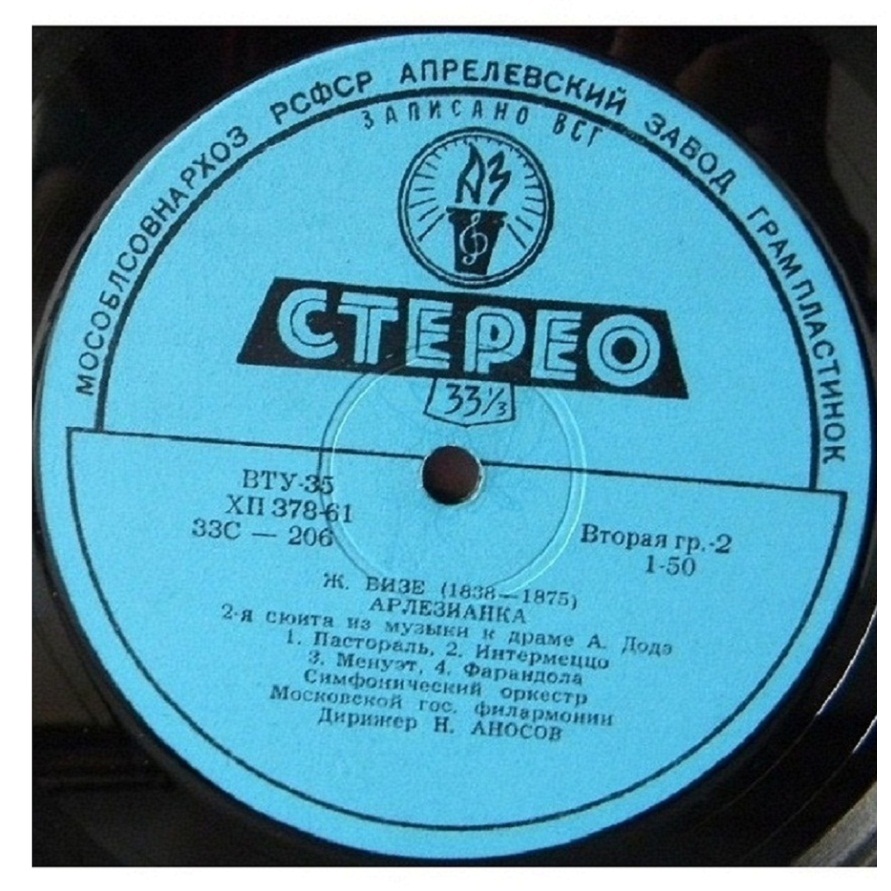 МОСОБЛСОВНАРХОЗ РСФСР АПРЕЛЕВСКИЙ ЗАВОД ГРАМПЛАСТИНОК
ЗАПИСАНО ВСГ
АЗ
СТЕРЕО
33⅓
ВТУ-35
ХП 378-61
33С — 206
Вторая гр.-2
1-50
Ж. БИЗЕ (1838—1875)
АРЛЕЗИАНКА
2-я сюита из музыки к драме А. Додэ
1. Пастораль, 2. Интермеццо
3. Менуэт, 4. Фарандола
Симфонический оркестр
Московской гос. филармонии
Дирижер Н. АНОСОВ